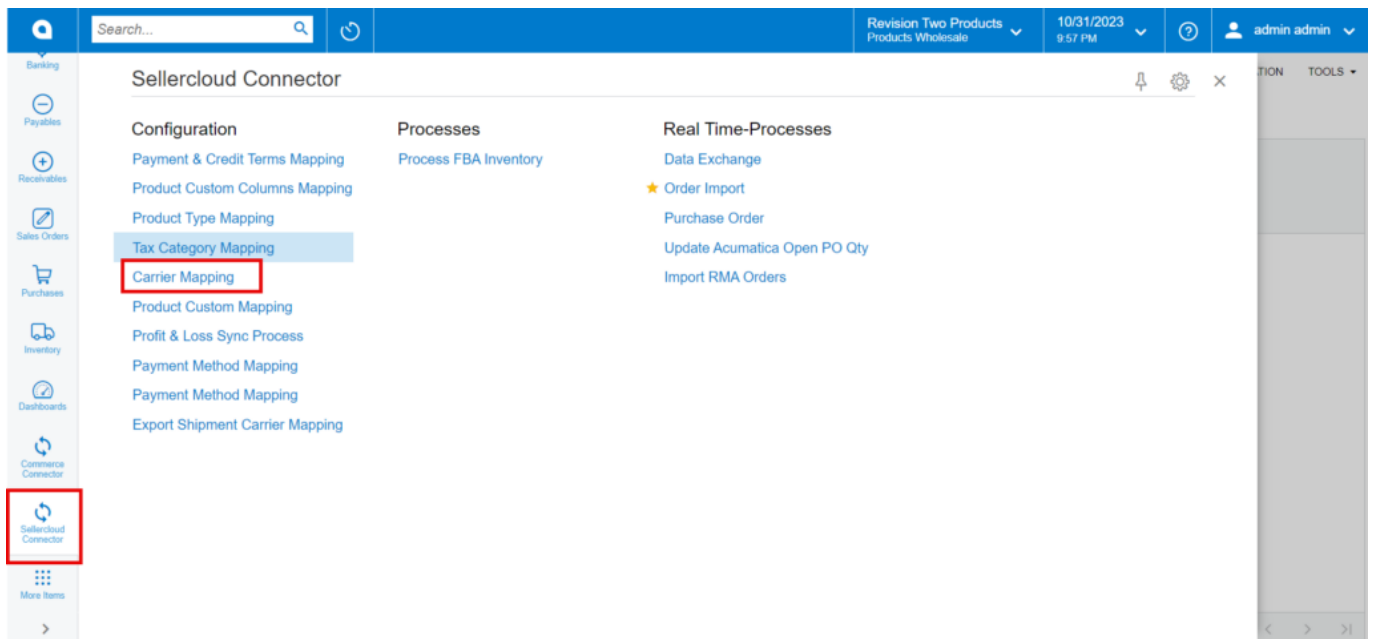 Search...
Revision Two Products
Products Wholesale
10/31/2023
9:57 PM
admin admin
Banking
Payables
Receivables
Sales Orders
Purchases
Inventory
Dashboards
Commerce
Connector
Sellercloud
Connector
More Items
Sellercloud Connector
TION
TOOLS
Configuration
Payment & Credit Terms Mapping
Product Custom Columns Mapping
Product Type Mapping
Tax Category Mapping
Carrier Mapping
Product Custom Mapping
Profit & Loss Sync Process
Payment Method Mapping
Payment Method Mapping
Export Shipment Carrier Mapping
Processes
Process FBA Inventory
Real Time-Processes
Data Exchange
Order Import
Purchase Order
Update Acumatica Open PO Qty
Import RMA Orders